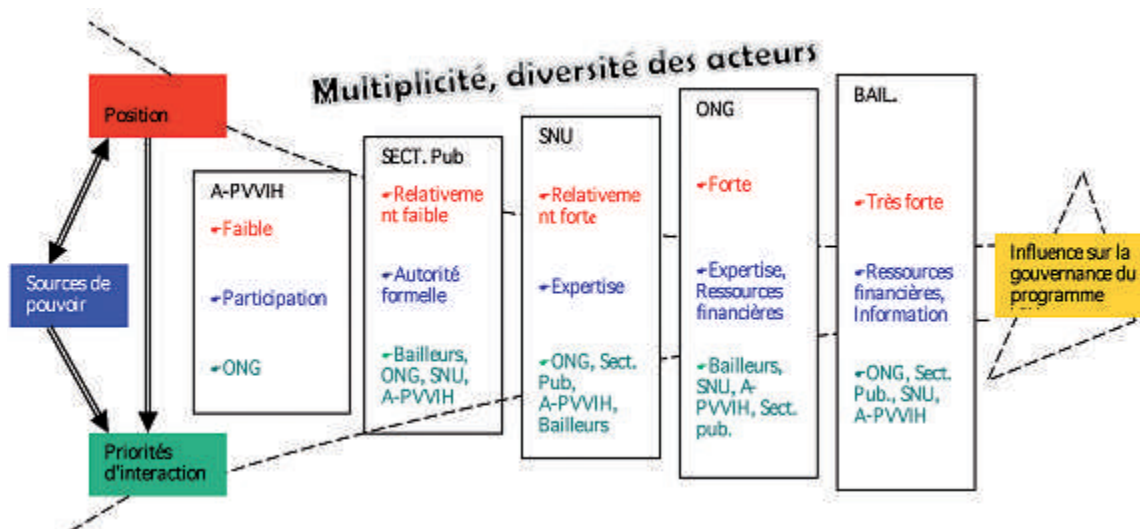 Multiplicité, diversité des acteurs
Position
Sources de
pouvoir
Priorités
d'interaction
A-PVVIH
Faible
Participation
ONG
SECT. Pub
Relativeme
nt faible
Autorité
formelle
Bailleurs,
ONG, SNU,
A-PVVIH
SNU
Relativeme
nt forte
Expertise
ONG, Sect.
Pub,
A-PVVIH,
Bailleurs
ONG
Forte
Expertise,
Ressources
financières
Bailleurs,
SNU, A-
PVVIH, Sect.
pub.
BAIL.
Très forte
Ressources
financières,
Information
ONG, Sect.
Pub., SNU,
A-PVVIH
Influence sur la
gouvernance du
programme